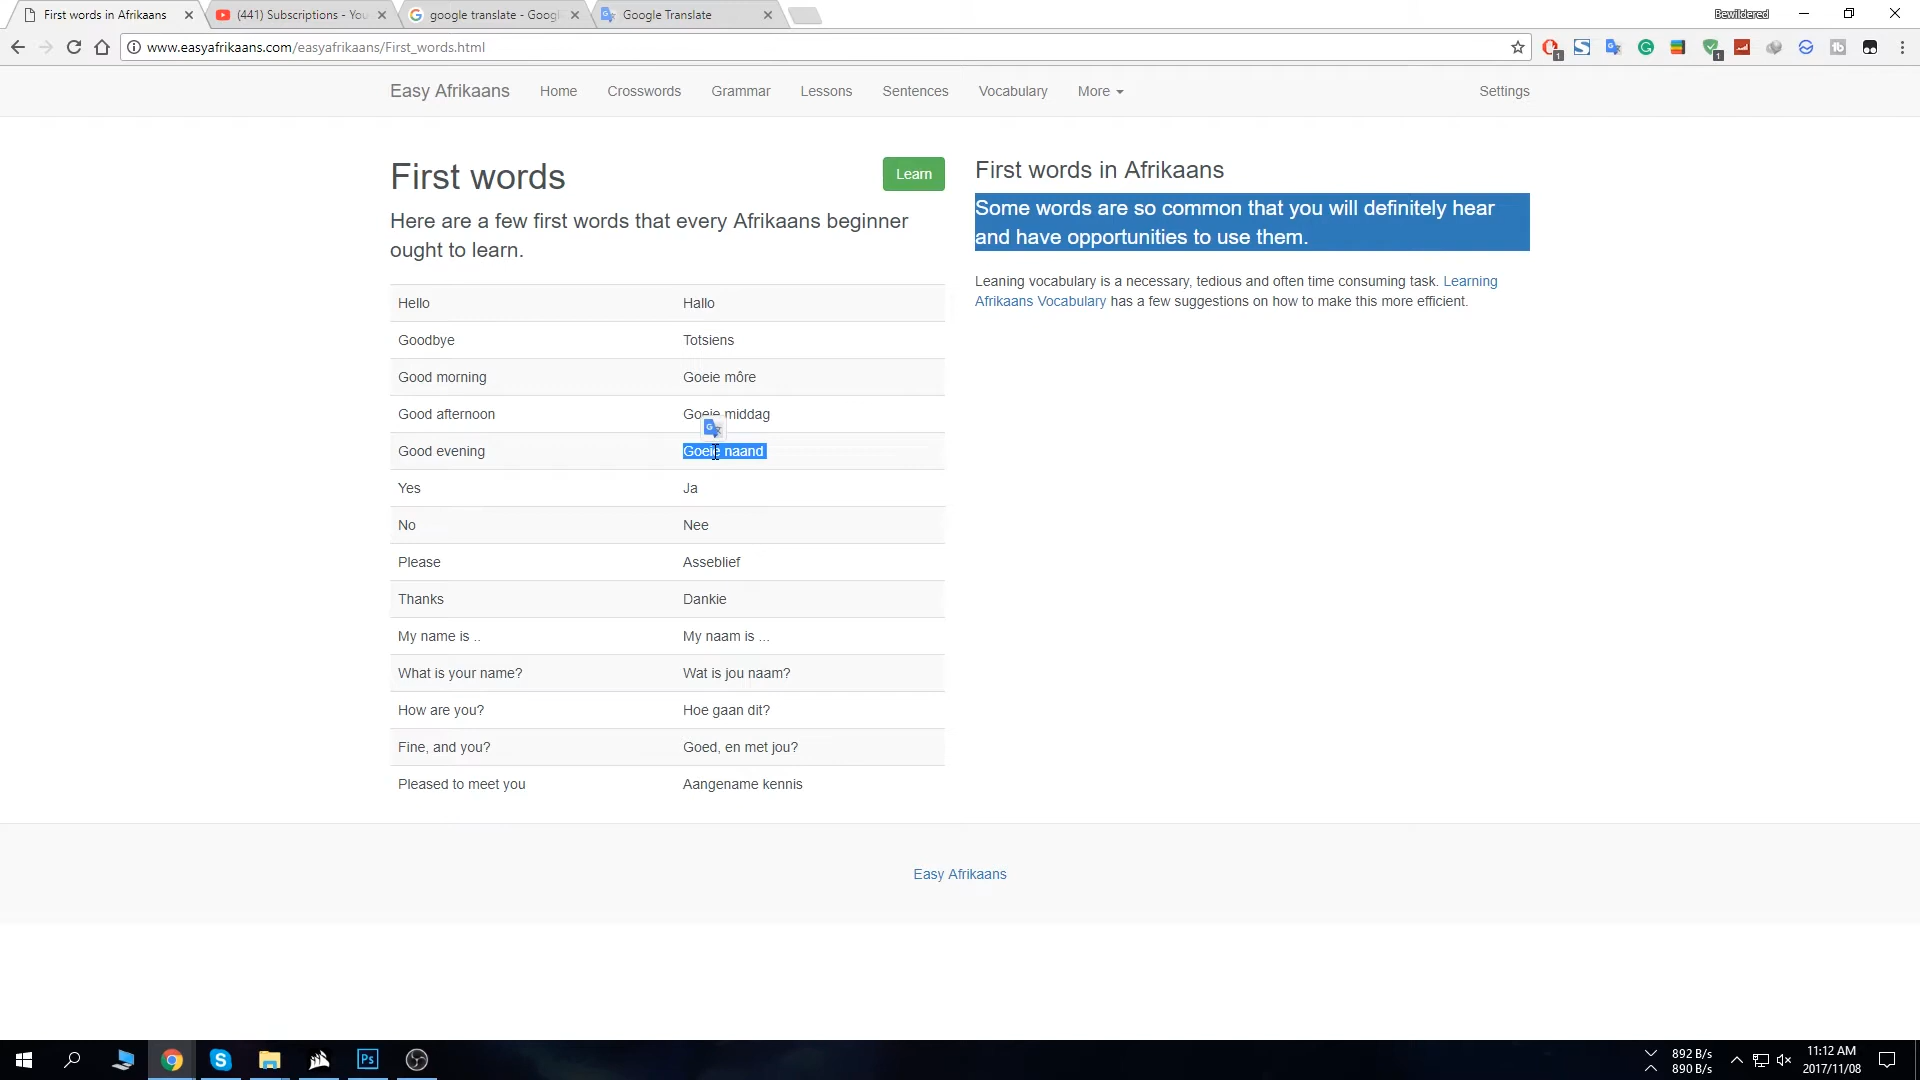 First words in Afrikaans
(441) Subscriptions - You
google translate - Googl
Google Translate
Bewildered
www.easyafrikaans.com/easyafrikaans/First_words.html
Easy Afrikaans Home Crosswords Grammar Lessons Sentences Vocabulary More Settings
First words
Learn
Here are a few first words that every Afrikaans beginner
ought to learn.
Hello Hallo
Goodbye Totsiens
Good morning Goeie môre
Good afternoon Goeie middag
Good evening Goeie naand
Yes Ja
No Nee
Please Asseblief
Thanks Dankie
My name is .. My naam is ...
What is your name? Wat is jou naam?
How are you? Hoe gaan dit?
Fine, and you? Goed, en met jou?
Pleased to meet you Aangename kennis
First words in Afrikaans
Some words are so common that you will definitely hear
and have opportunities to use them.
Leaning vocabulary is a necessary, tedious and often time consuming task. Learning
Afrikaans Vocabulary has a few suggestions on how to make this more efficient.
Easy Afrikaans
892 B/s
890 B/s
11:12 AM
2017/11/08